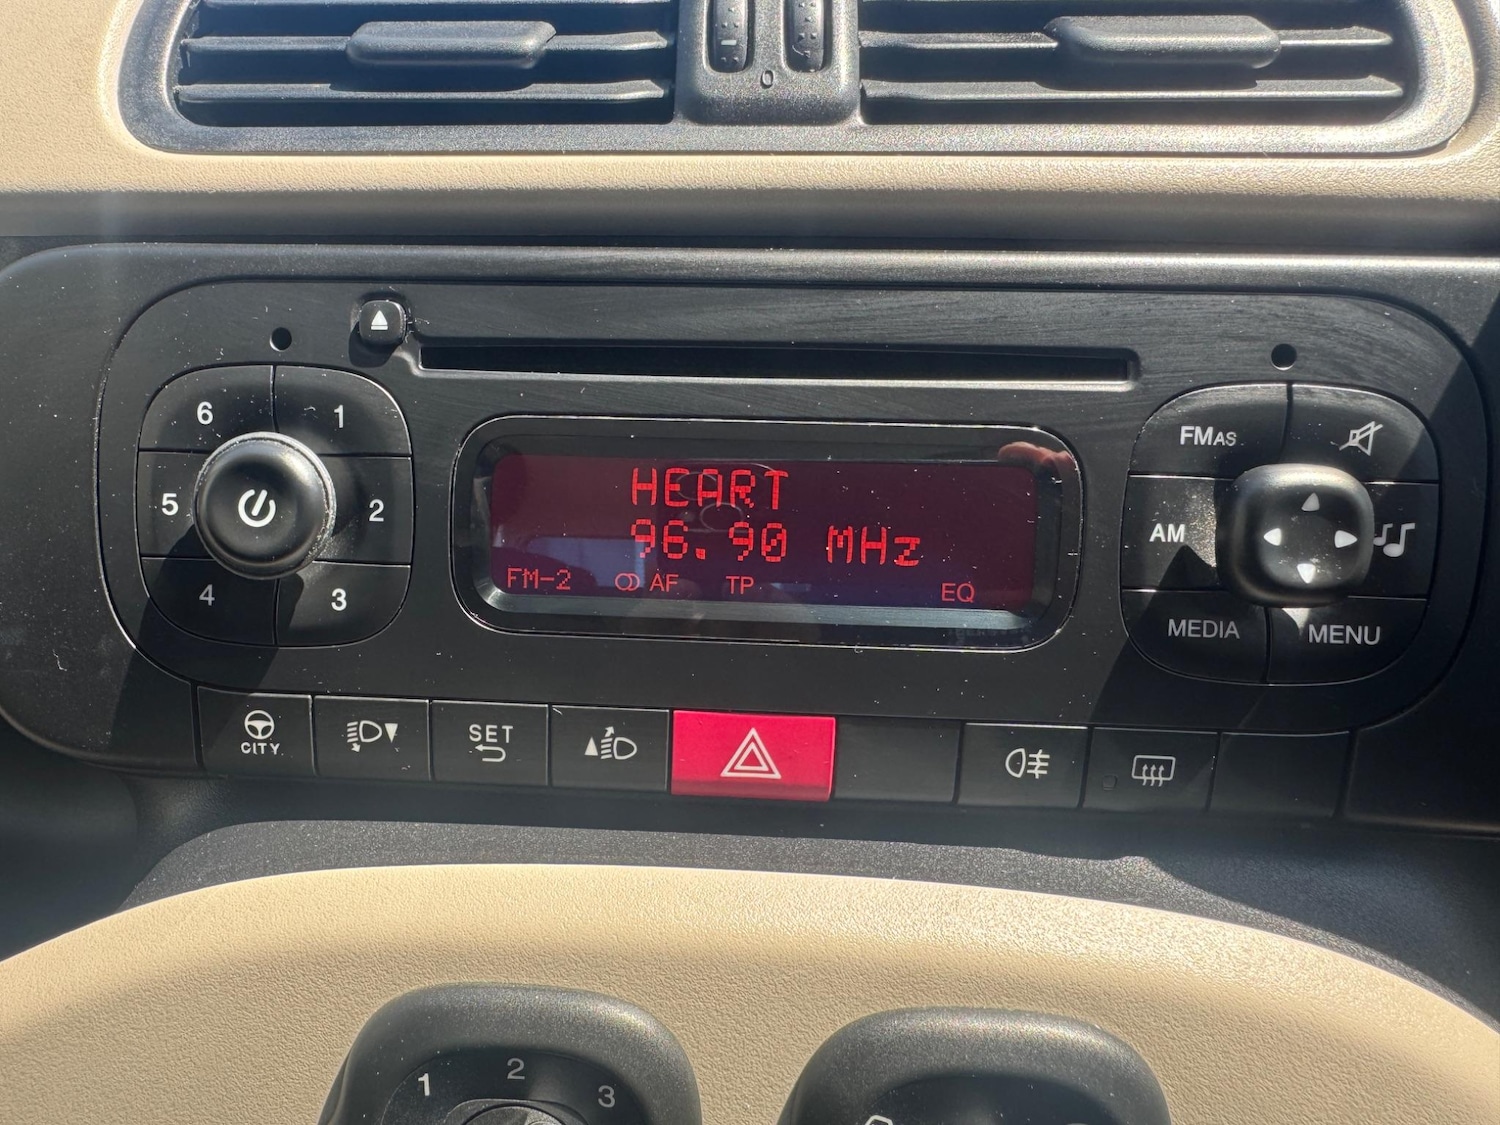 0
6 1
5 2
4 3
HEART
96.90 MHz
FM-2 AF TP EQ
FMAS
AM
MEDIA MENU
CITY SET
1 2 3